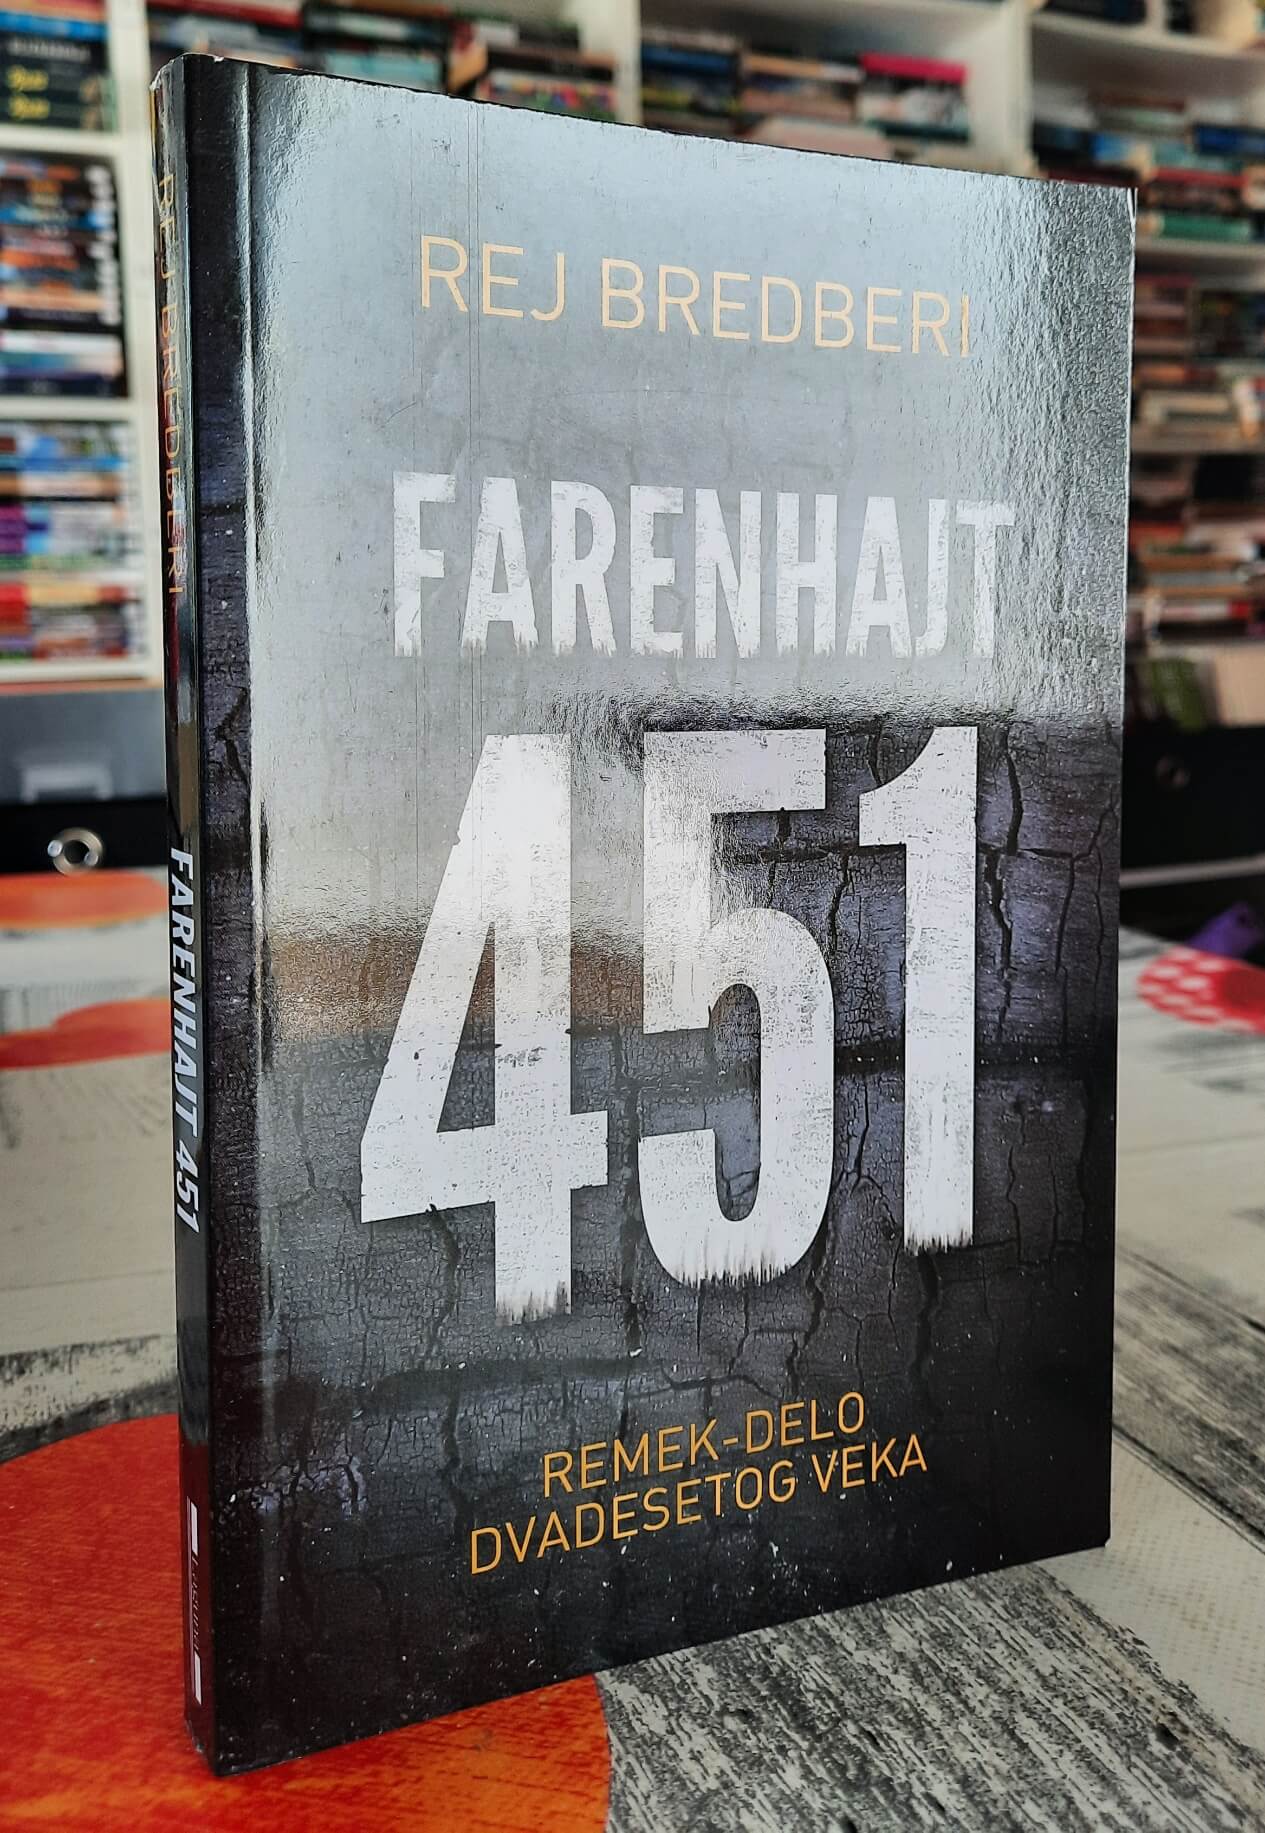 REJ BREDBERI
FARENHAJT
451
REMEK-DELO
DVADESETOG VEKA
REJ BREDBERI
FARENHAJT 451